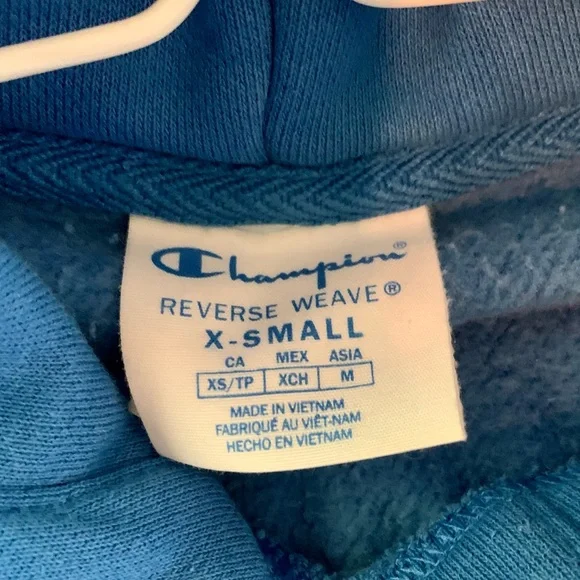 Champion®
REVERSE WEAVE®
X-SMALL
CA MEX ASIA
XS/TP XCH M
MADE IN VIETNAM
FABRIQUÉ AU VIÊT-NAM
HECHO EN VIETNAM